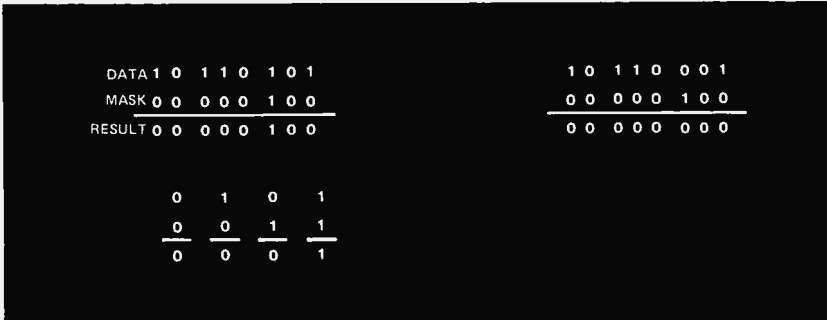 DATA 1 0 1 1 0 1 0 1 1 0 1 1 0 0 0 1
MASK 0 0 0 0 0 1 0 0 0 0 0 0 0 1 0 0
RESULT 0 0 0 0 0 1 0 0 0 0 0 0 0 0 0 0
0 1 0 1
0 0 1 1
0 0 0 1